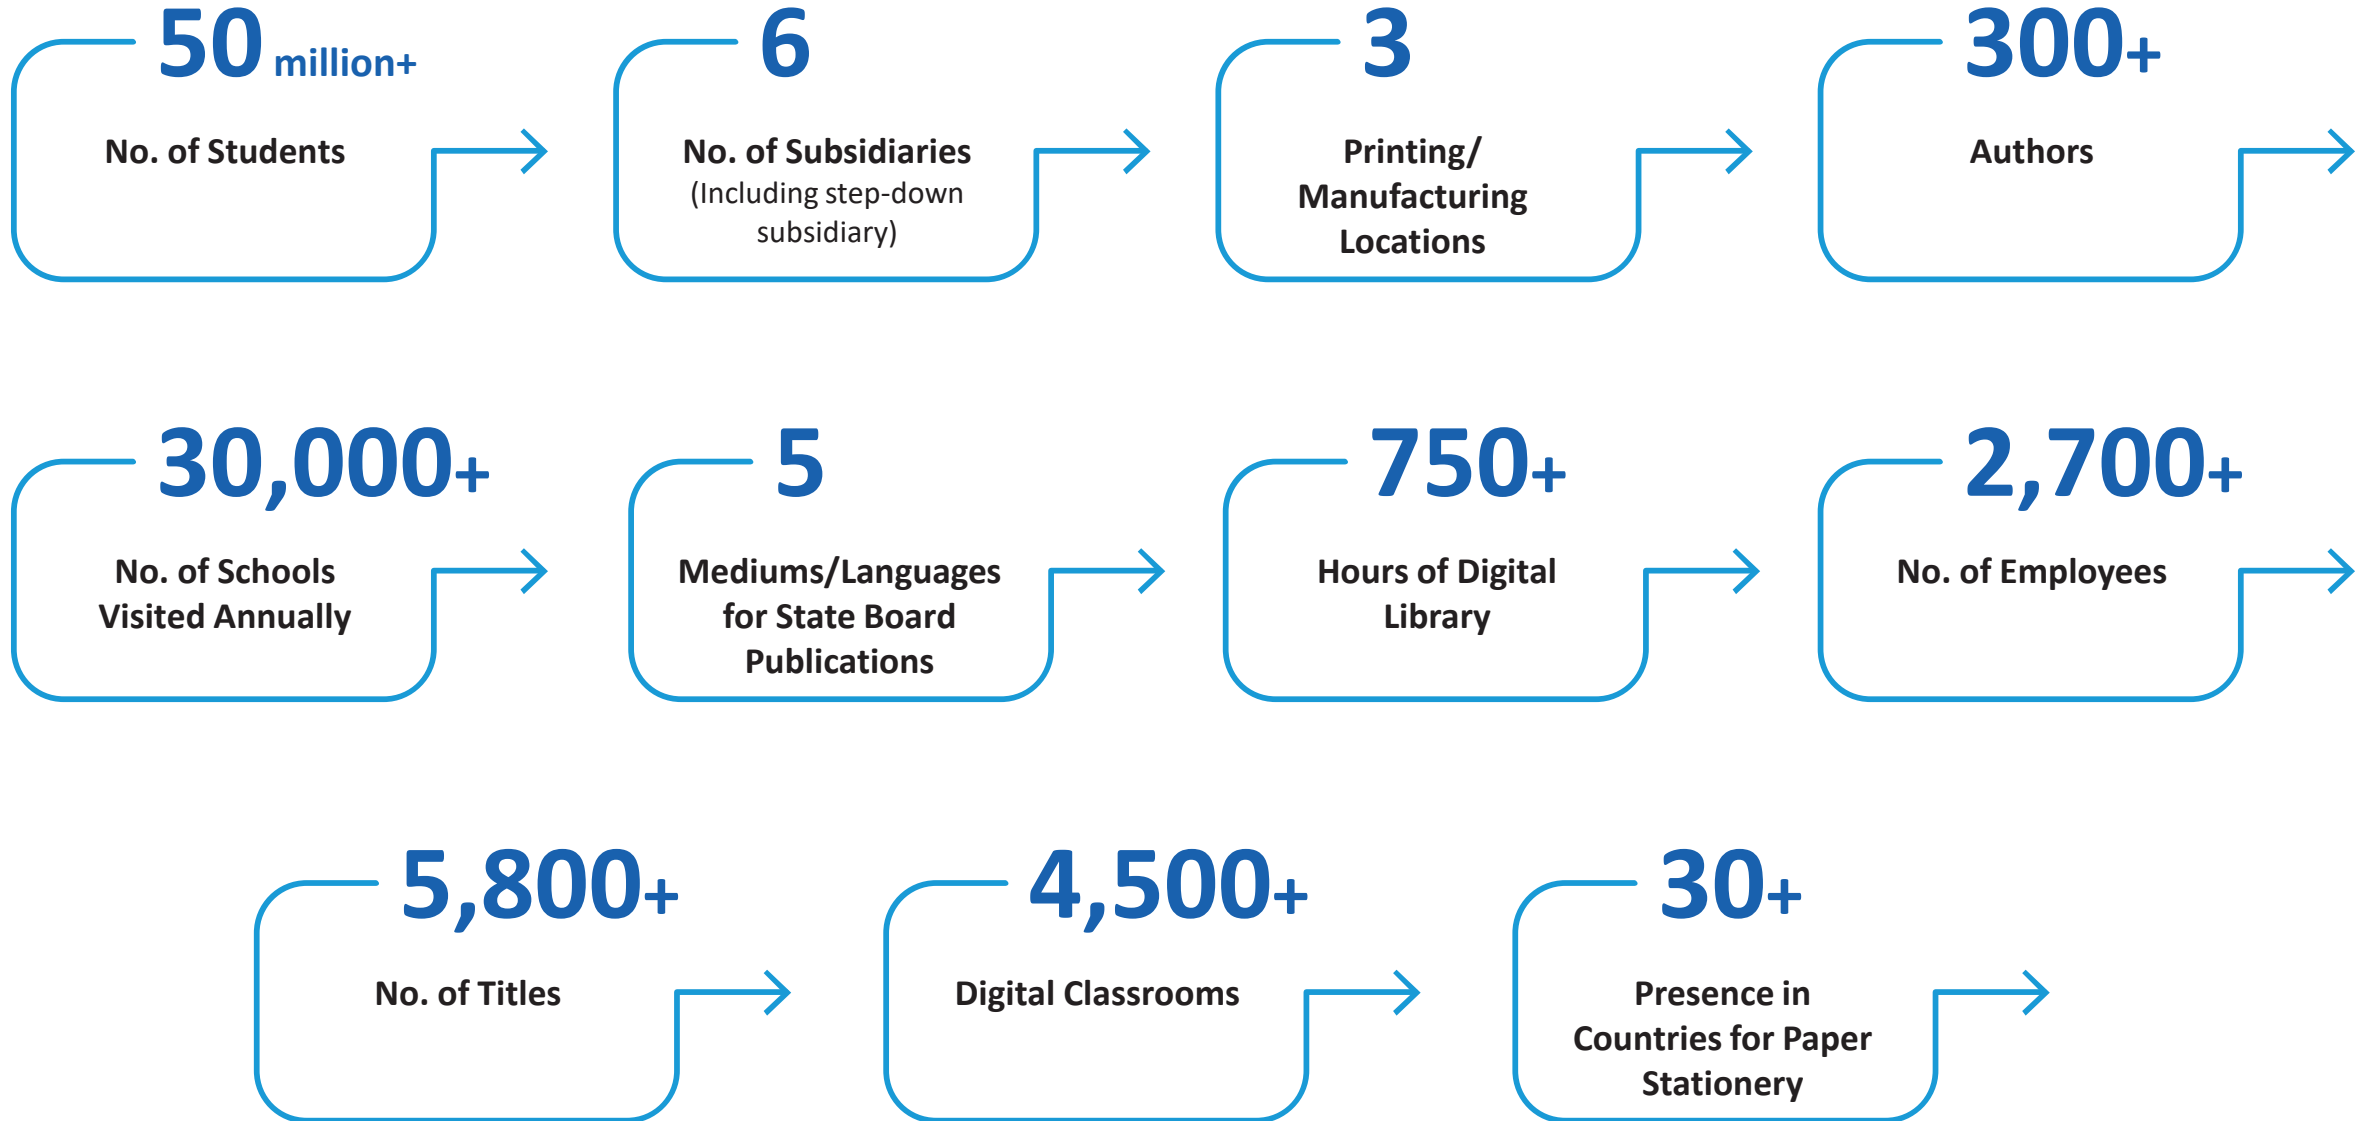 50 million+
No. of Students
6
No. of Subsidiaries
(Including step-down
subsidiary)
3
Printing/
Manufacturing
Locations
300+
Authors
30,000+
No. of Schools
Visited Annually
5
Mediums/Languages
for State Board
Publications
750+
Hours of Digital
Library
2,700+
No. of Employees
5,800+
No. of Titles
4,500+
Digital Classrooms
30+
Presence in
Countries for Paper
Stationery